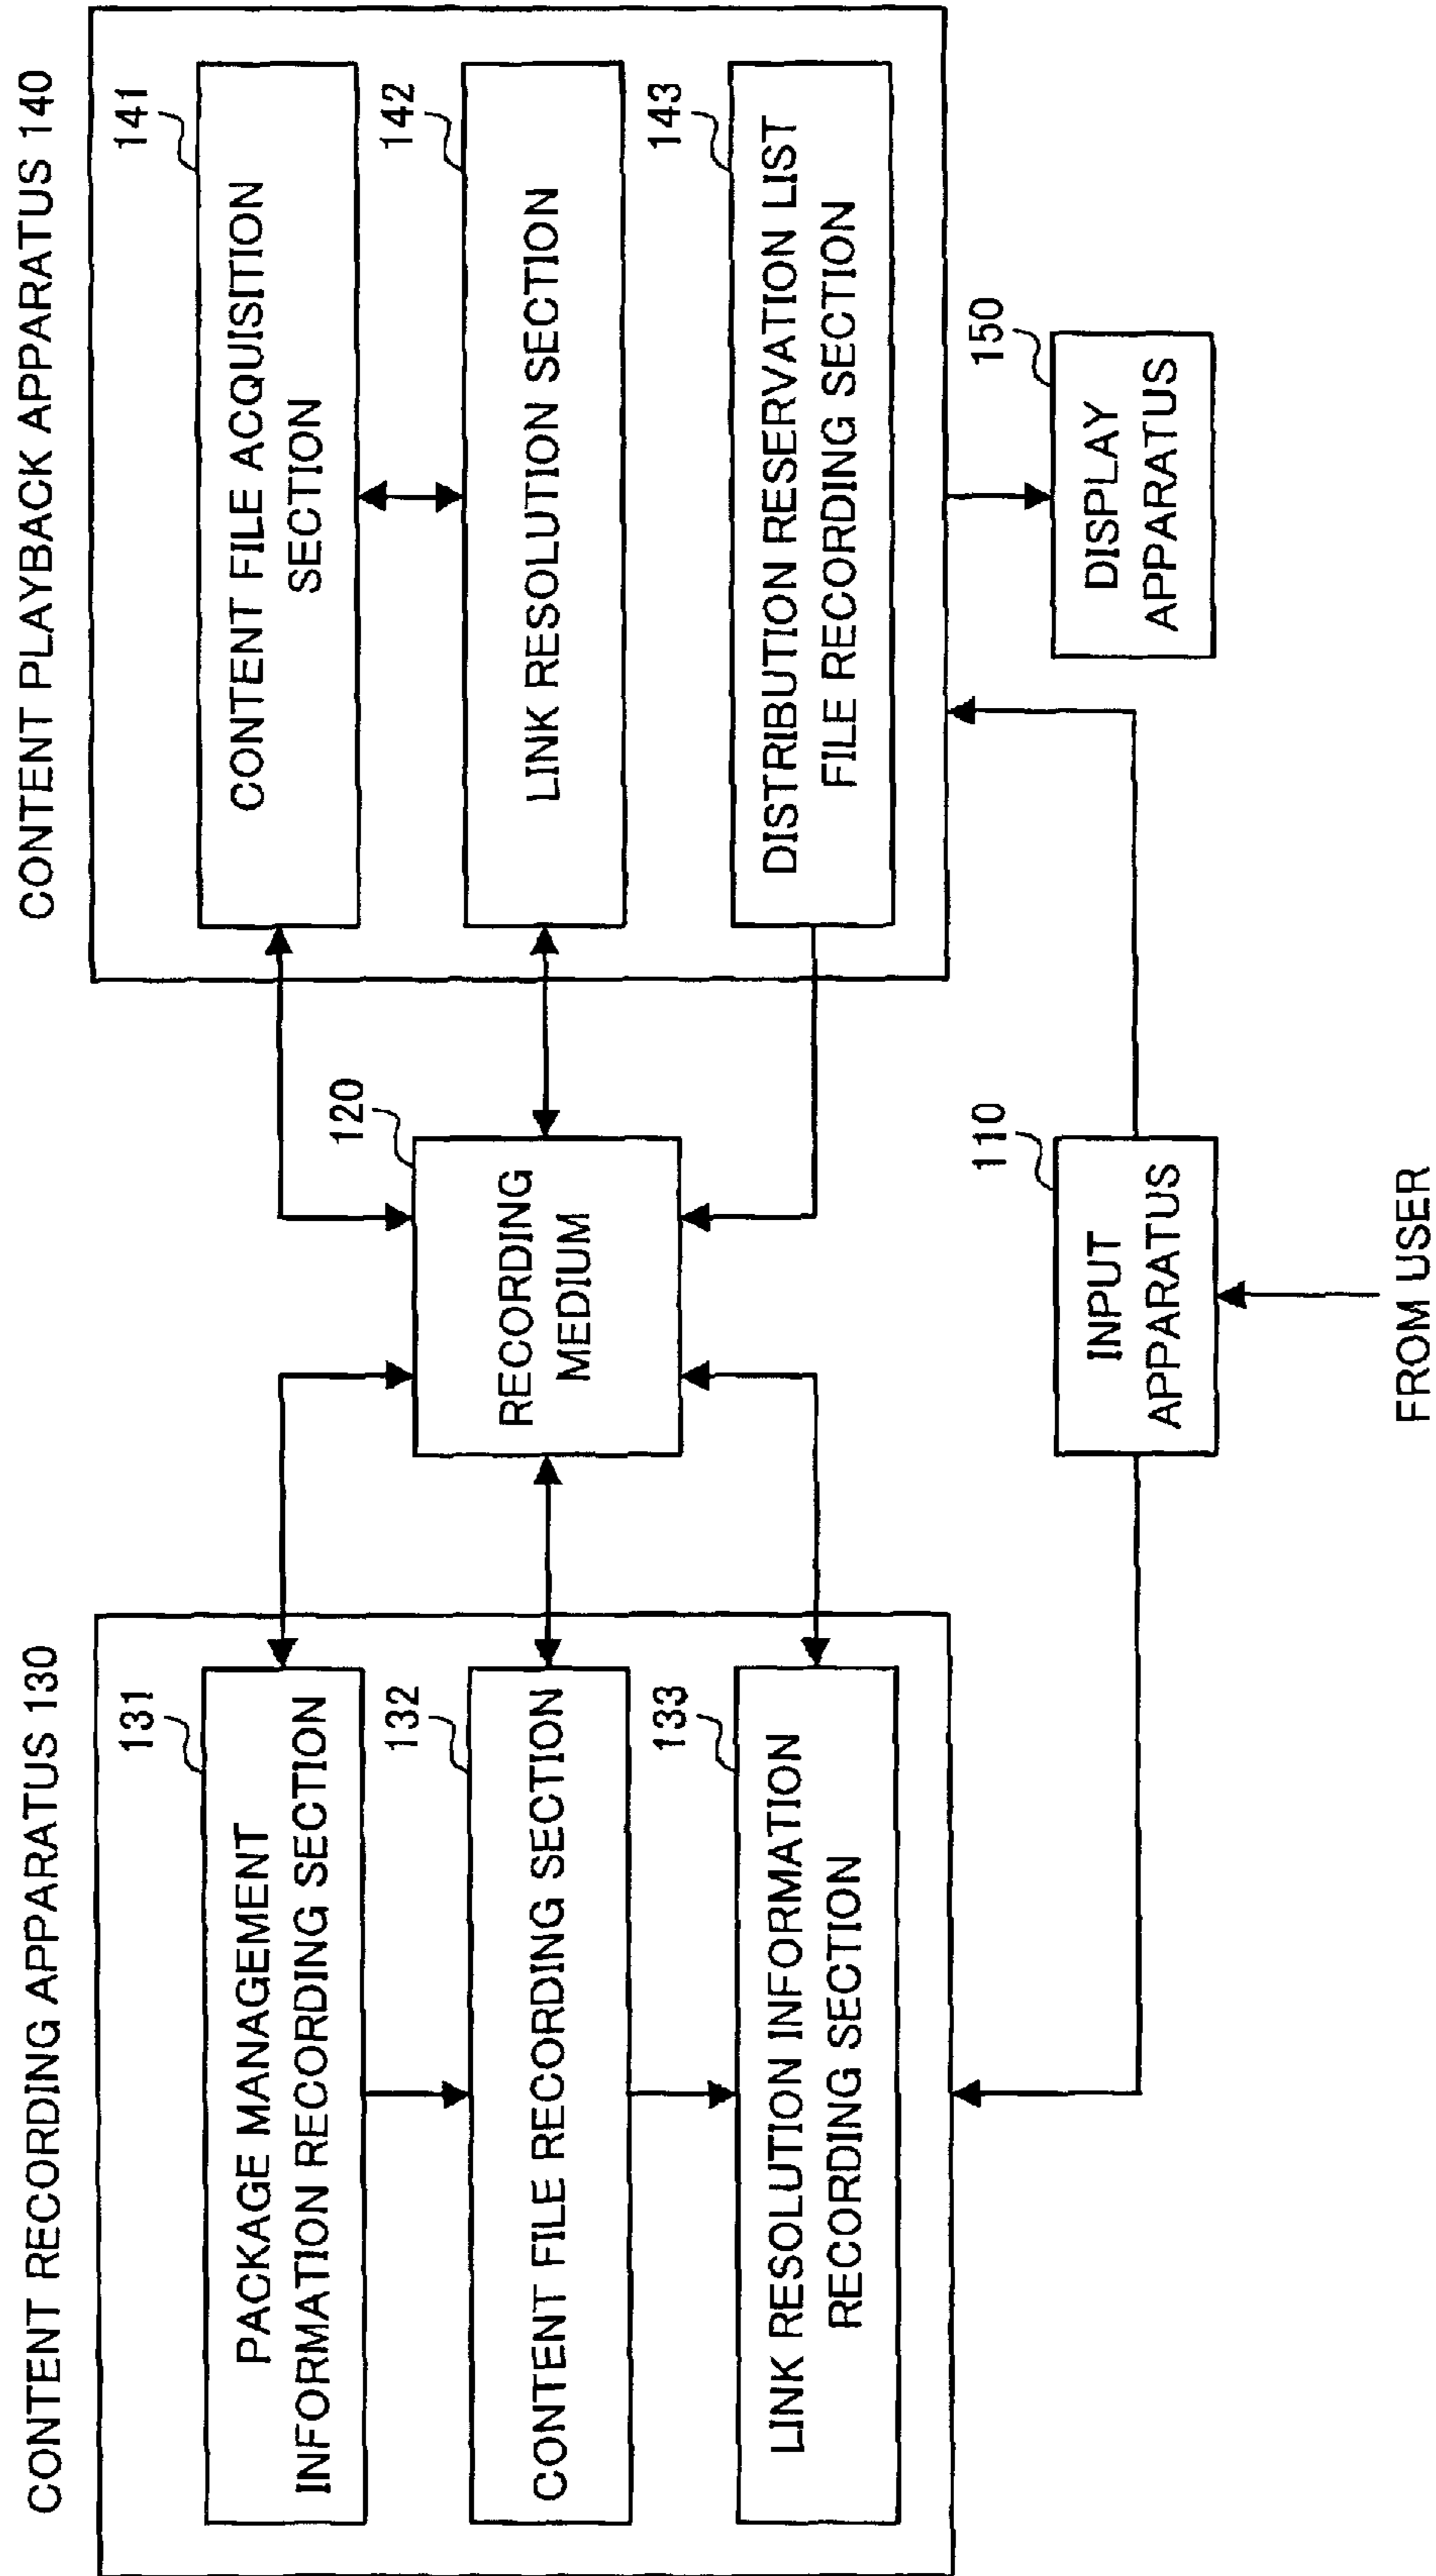 CONTENT RECORDING APPARATUS 130
131
PACKAGE MANAGEMENT
INFORMATION RECORDING SECTION
132
CONTENT FILE RECORDING SECTION
133
LINK RESOLUTION INFORMATION
RECORDING SECTION
120
RECORDING
MEDIUM
110
INPUT
APPARATUS
FROM USER
CONTENT PLAYBACK APPARATUS 140
141
CONTENT FILE ACQUISITION
SECTION
142
LINK RESOLUTION SECTION
143
DISTRIBUTION RESERVATION LIST
FILE RECORDING SECTION
150
DISPLAY
APPARATUS